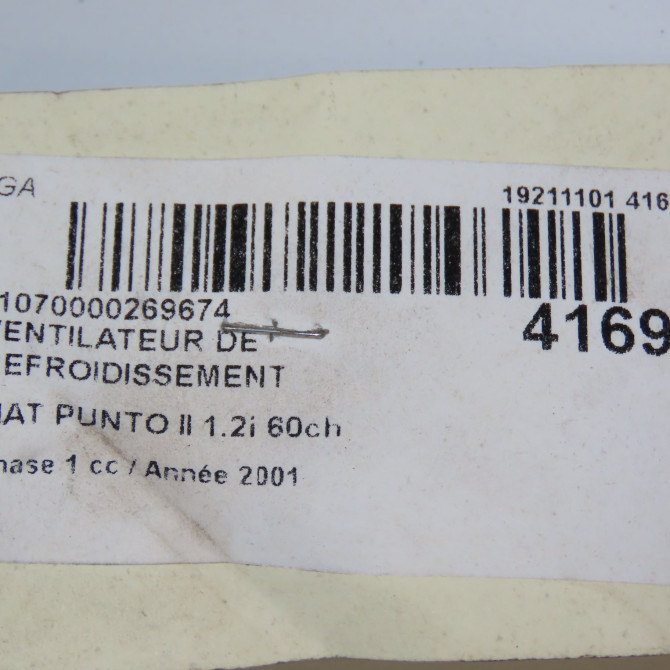 GA
19211101 416
1070000269674
4169
VENTILATEUR DE
EFROIDISSEMENT
IAT PUNTO II 1.2i 60ch
hase 1 cc / Année 2001